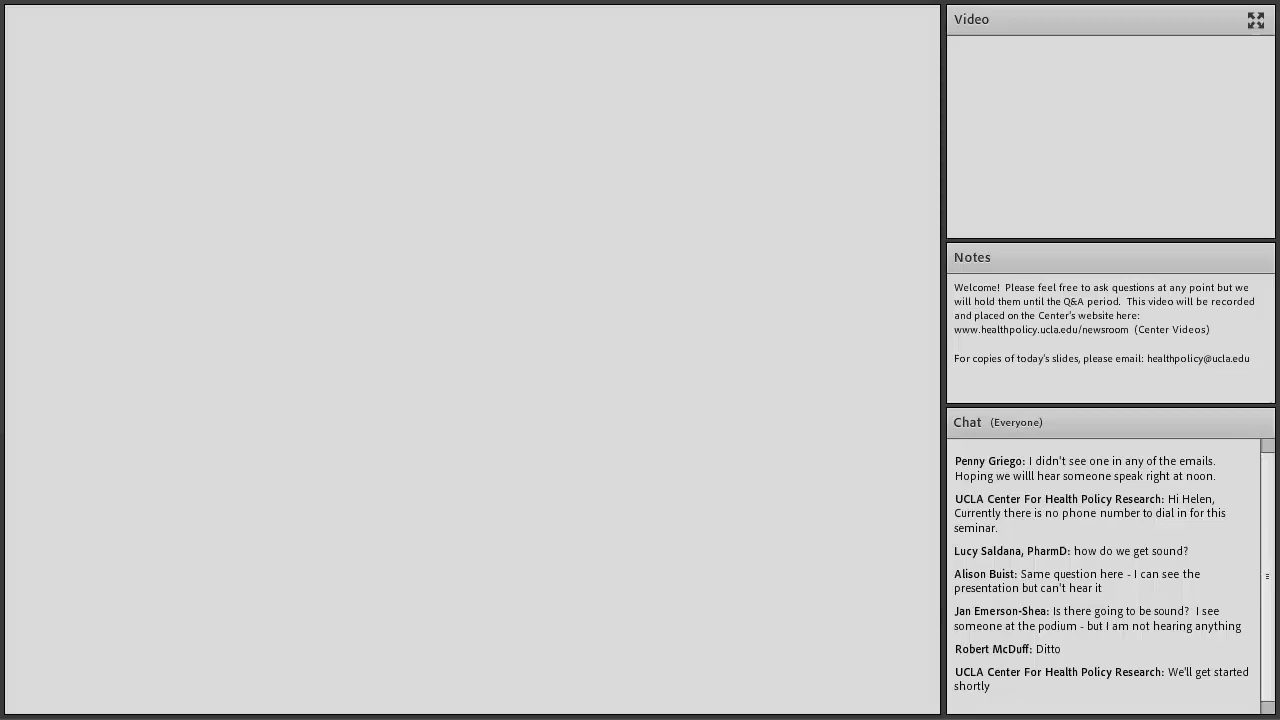 Video
Notes
Welcome!  Please feel free to ask questions at any point but we
will hold them until the Q&A period.  This video will be recorded
and placed on the Center's website here:
www.healthpolicy.ucla.edu/newsroom  (Center Videos)
For copies of today's slides, please email: healthpolicy@ucla.edu
Chat (Everyone)
Penny Griego: I didn't see one in any of the emails.
Hoping we willl hear someone speak right at noon.
UCLA Center For Health Policy Research: Hi Helen,
Currently there is no phone number to dial in for this
seminar.
Lucy Saldana, PharmD: how do we get sound?
Alison Buist: Same question here - I can see the
presentation but can't hear it
Jan Emerson-Shea: Is there going to be sound?  I see
someone at the podium - but I am not hearing anything
Robert McDuff: Ditto
UCLA Center For Health Policy Research: We'll get started
shortly